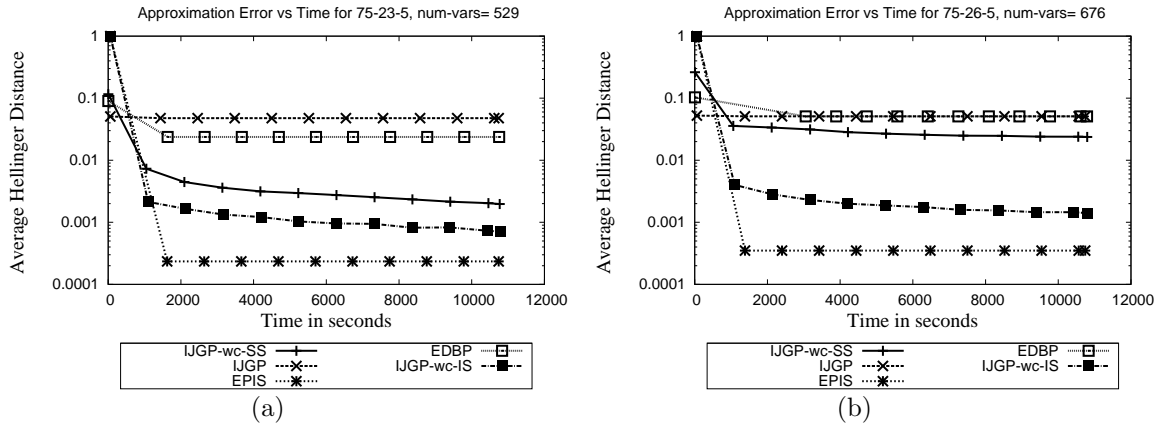 Approximation Error vs Time for 75-23-5, num-vars= 529
Average Hellinger Distance
1
0.1
0.01
0.001
0.0001
0 2000 4000 6000 8000 10000 12000
Time in seconds
IJGP-wc-SS
IJGP
EPIS
EDBP
IJGP-wc-IS
(a)
Approximation Error vs Time for 75-26-5, num-vars= 676
Average Hellinger Distance
1
0.1
0.01
0.001
0.0001
0 2000 4000 6000 8000 10000 12000
Time in seconds
IJGP-wc-SS
IJGP
EPIS
EDBP
IJGP-wc-IS
(b)